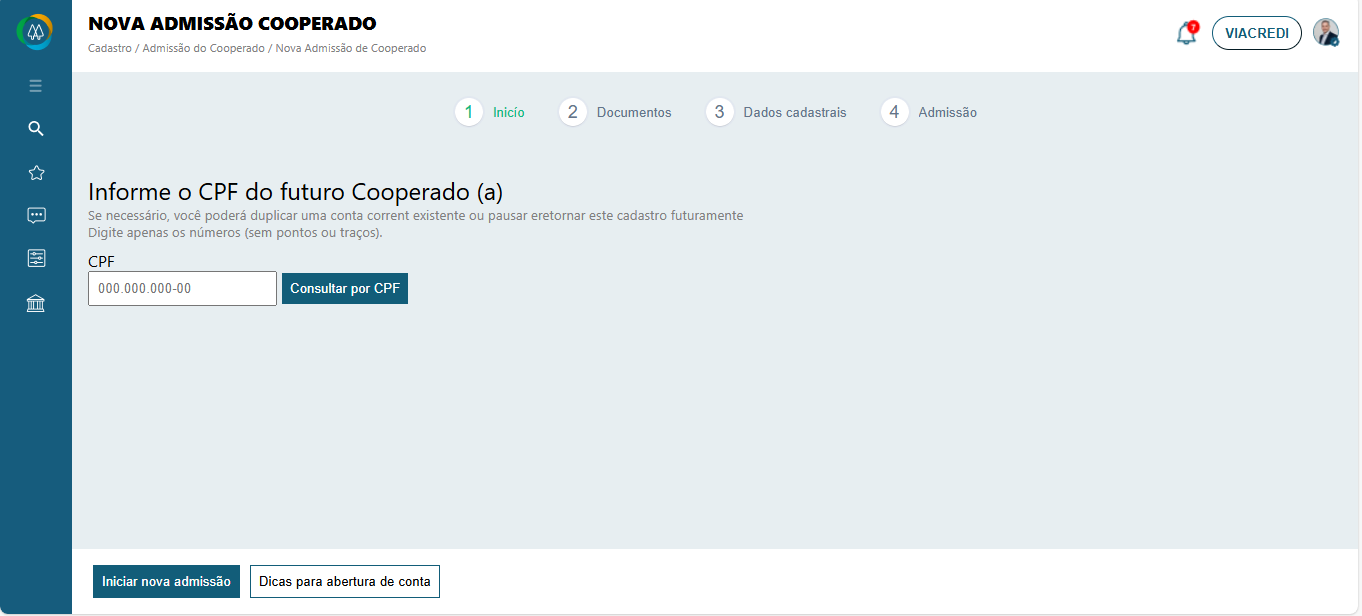 NOVA ADMISSÃO COOPERADO
Cadastro / Admissão do Cooperado / Nova Admissão de Cooperado
7
VIACREDI
1 Inicío
2 Documentos
3 Dados cadastrais
4 Admissão
Informe o CPF do futuro Cooperado (a)
Se necessário, você poderá duplicar uma conta corrent existente ou pausar eretornar este cadastro futuramente
Digite apenas os números (sem pontos ou traços).
CPF
000.000.000-00
Consultar por CPF
Iniciar nova admissão
Dicas para abertura de conta